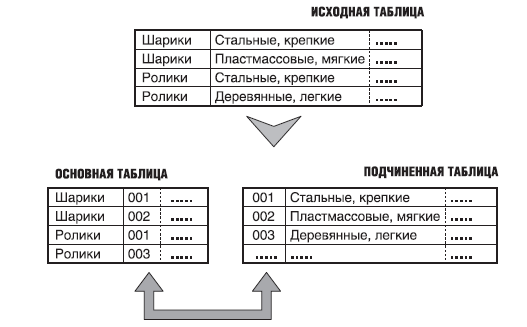 ИСХОДНАЯ ТАБЛИЦА
Шарики Стальные, крепкие .....
Шарики Пластмассовые, мягкие .....
Ролики Стальные, крепкие .....
Ролики Деревянные, легкие .....
ОСНОВНАЯ ТАБЛИЦА
Шарики 001 .....
Шарики 002 .....
Ролики 001 .....
Ролики 003 .....
ПОДЧИНЕННАЯ ТАБЛИЦА
001 Стальные, крепкие .....
002 Пластмассовые, мягкие .....
003 Деревянные, легкие .....
..... ..... .....